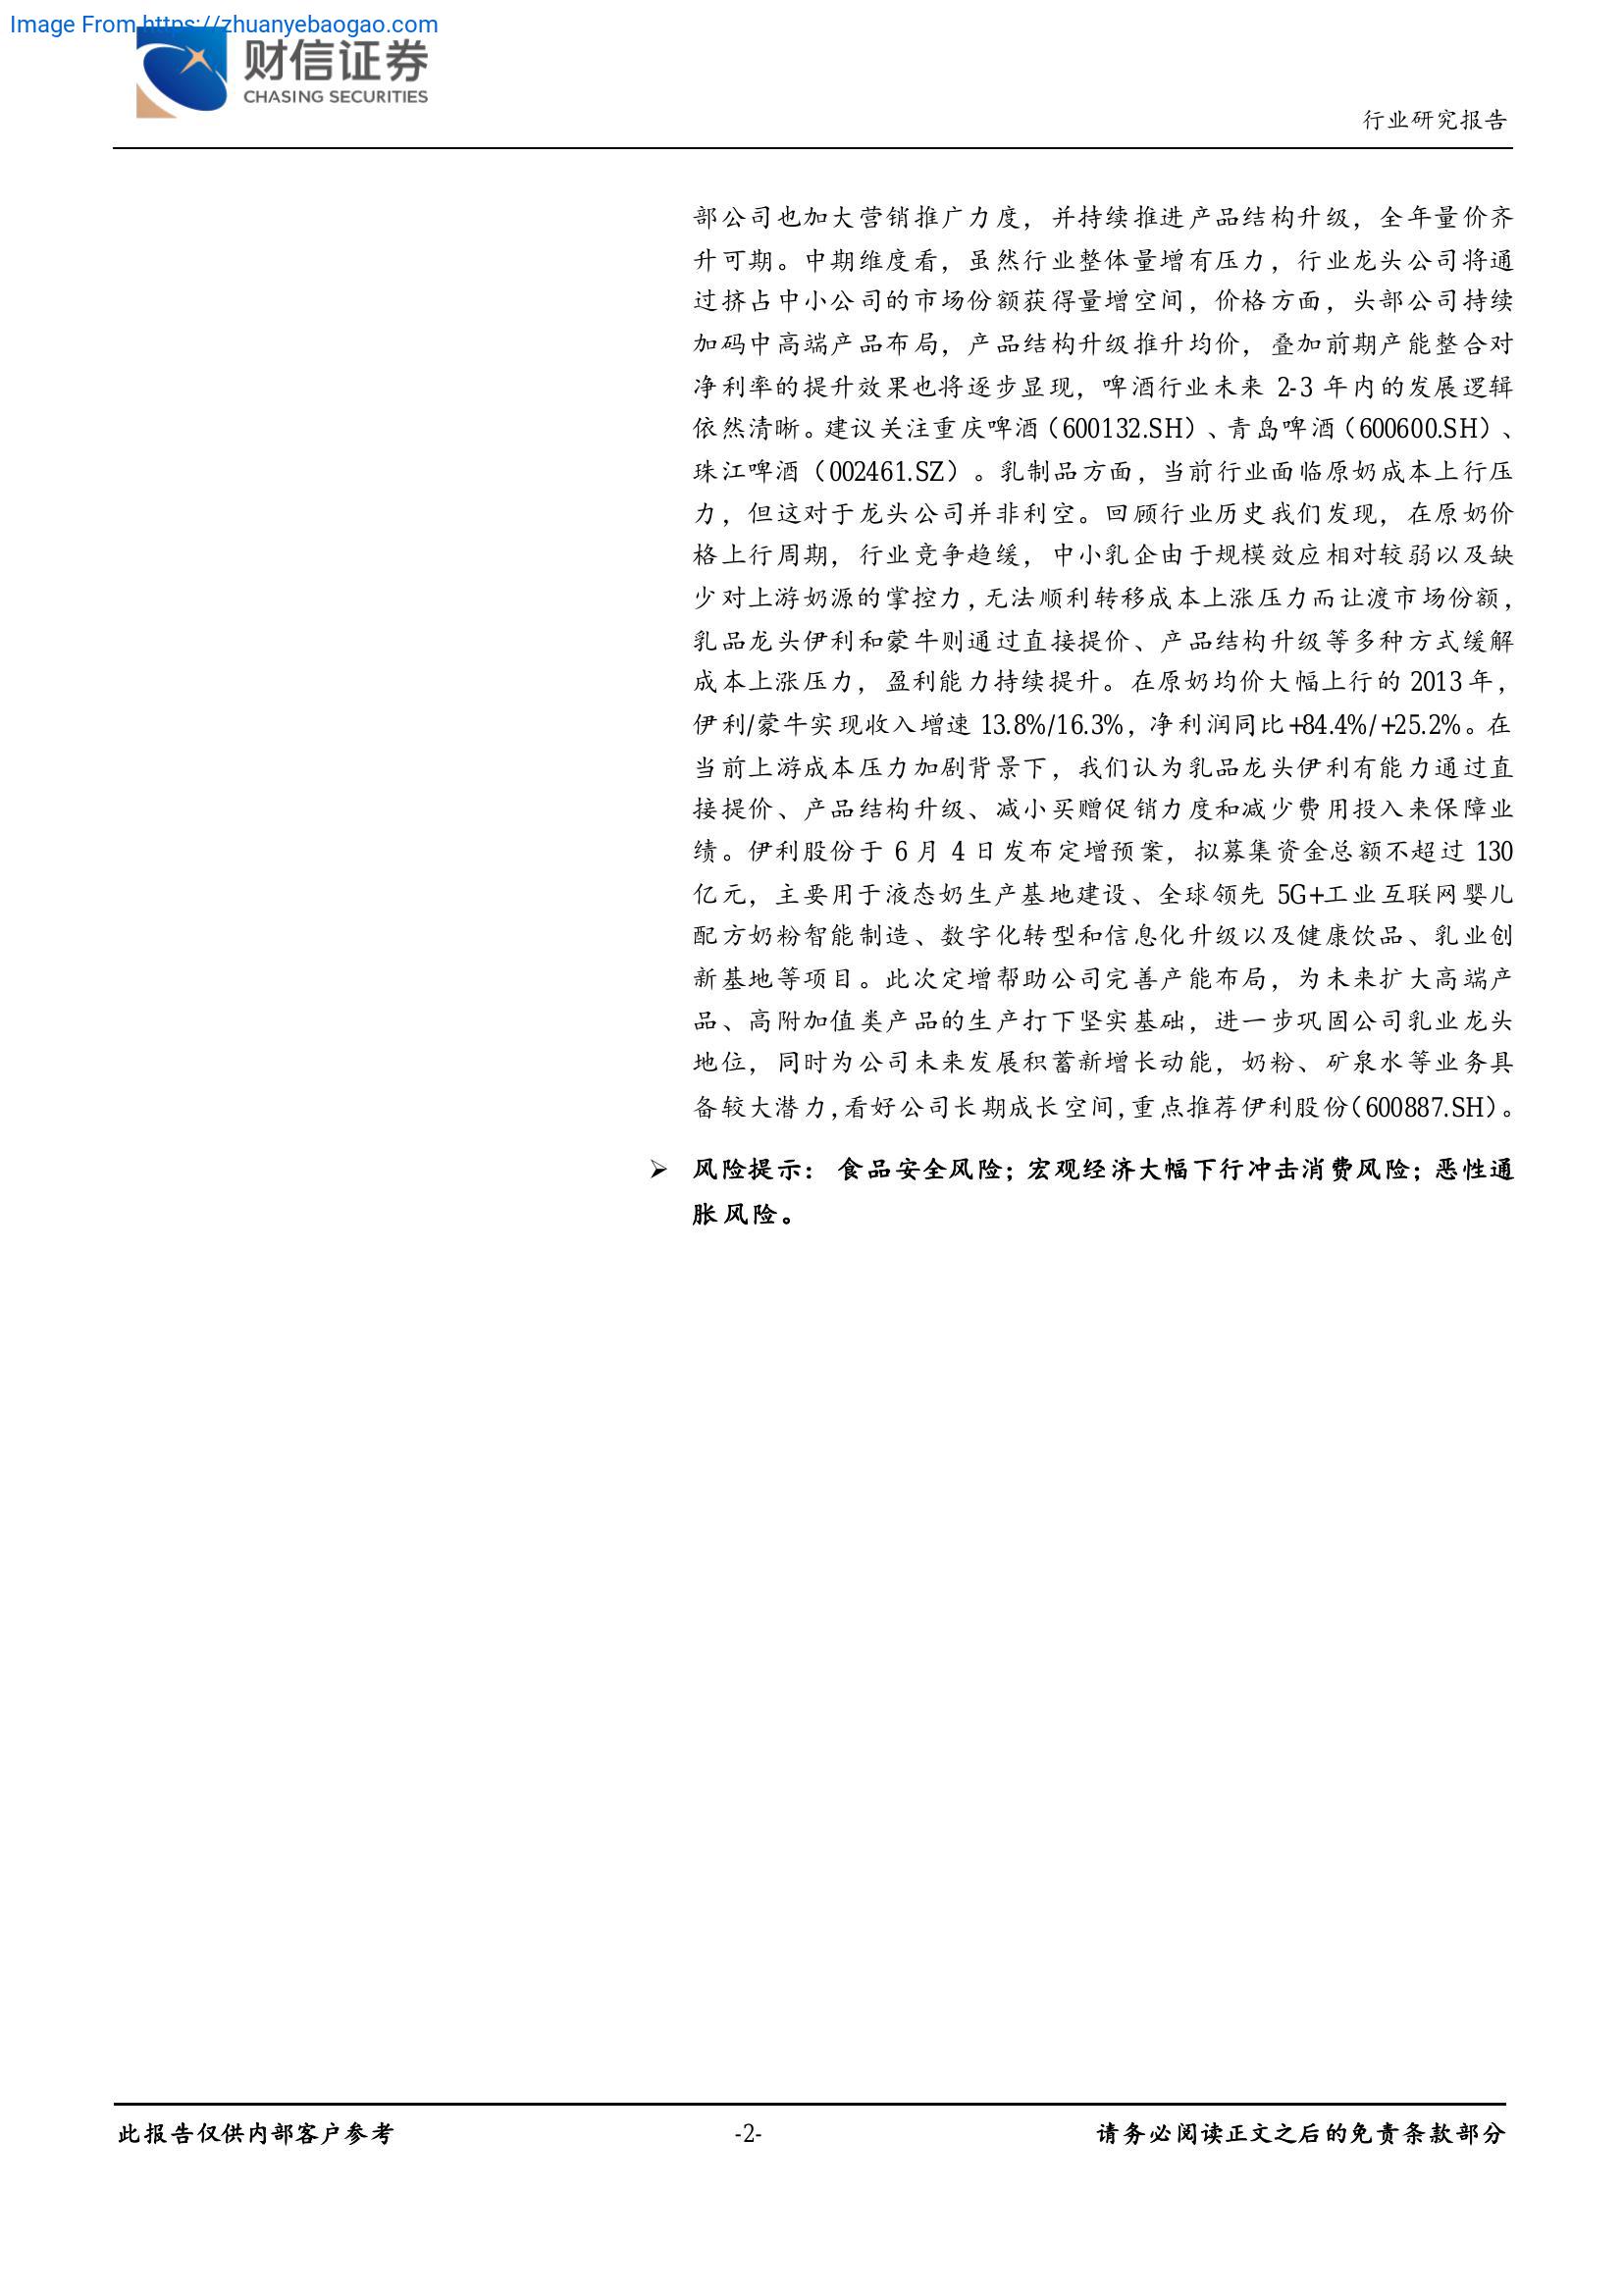 Image From https://zhuanyebaogao.com
财信证券
CHASING SECURITIES
行业研究报告
部公司也加大营销推广力度，并持续推进产品结构升级，全年量价齐
升可期。中期维度看，虽然行业整体量增有压力，行业龙头公司将通
过挤占中小公司的市场份额获得量增空间，价格方面，头部公司持续
加码中高端产品布局，产品结构升级推升均价，叠加前期产能整合对
净利率的提升效果也将逐步显现，啤酒行业未来 2-3 年内的发展逻辑
依然清晰。建议关注重庆啤酒（600132.SH）、青岛啤酒（600600.SH）、
珠江啤酒（002461.SZ）。乳制品方面，当前行业面临原奶成本上行压
力，但这对于龙头公司并非利空。回顾行业历史我们发现，在原奶价
格上行周期，行业竞争趋缓，中小乳企由于规模效应相对较弱以及缺
少对上游奶源的掌控力，无法顺利转移成本上涨压力而让渡市场份额，
乳品龙头伊利和蒙牛则通过直接提价、产品结构升级等多种方式缓解
成本上涨压力，盈利能力持续提升。在原奶均价大幅上行的 2013 年，
伊利/蒙牛实现收入增速 13.8%/16.3%，净利润同比+84.4%/+25.2%。在
当前上游成本压力加剧背景下，我们认为乳品龙头伊利有能力通过直
接提价、产品结构升级、减小买赠促销力度和减少费用投入来保障业
绩。伊利股份于 6 月 4 日发布定增预案，拟募集资金总额不超过 130
亿元，主要用于液态奶生产基地建设、全球领先 5G+工业互联网婴儿
配方奶粉智能制造、数字化转型和信息化升级以及健康饮品、乳业创
新基地等项目。此次定增帮助公司完善产能布局，为未来扩大高端产
品、高附加值类产品的生产打下坚实基础，进一步巩固公司乳业龙头
地位，同时为公司未来发展积蓄新增长动能，奶粉、矿泉水等业务具
备较大潜力，看好公司长期成长空间，重点推荐伊利股份（600887.SH）。
➢ 风险提示： 食品安全风险；宏观经济大幅下行冲击消费风险；恶性通
胀风险。
此报告仅供内部客户参考
-2-
请务必阅读正文之后的免责条款部分